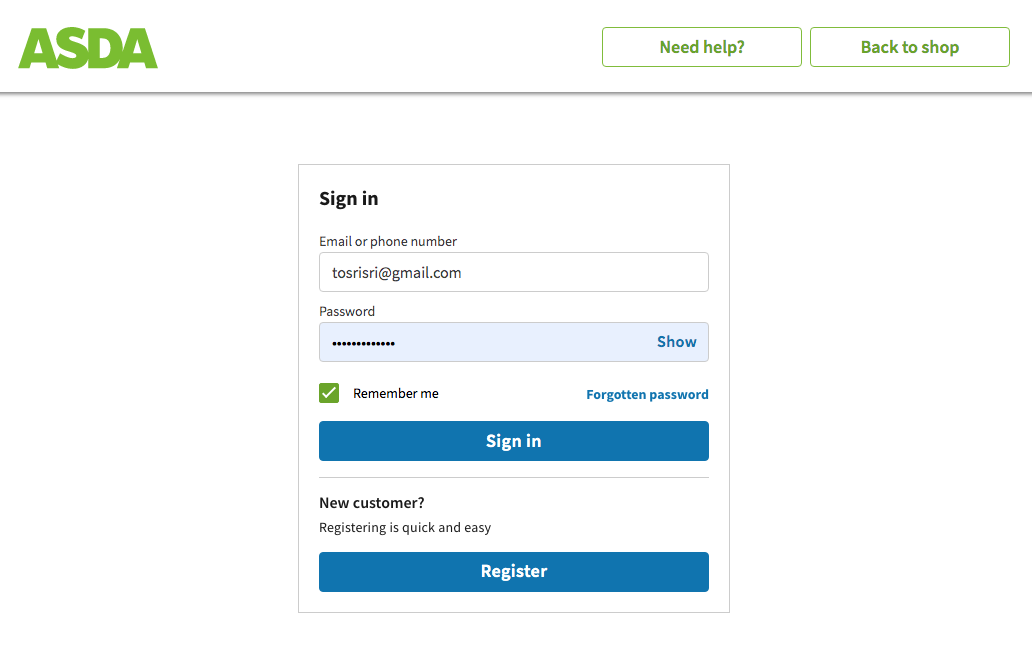 ASDA
Need help?
Back to shop
Sign in
Email or phone number
tosrisri@gmail.com
Password
•••••••••••••
Show
Remember me
Forgotten password
Sign in
New customer?
Registering is quick and easy
Register